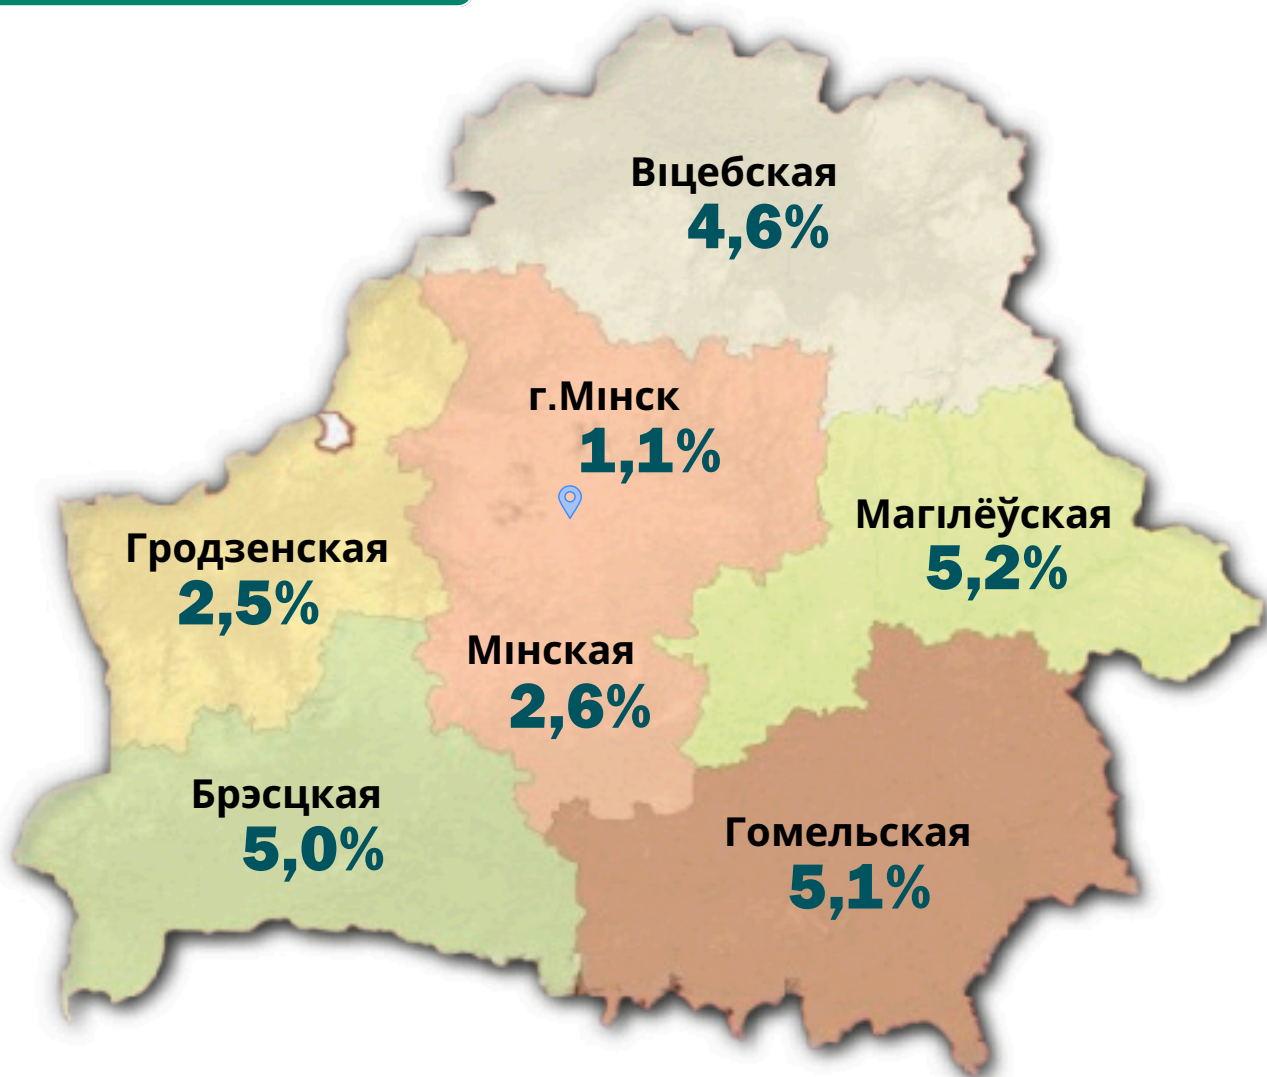 Віцебская
4,6%
г.Мінск
1,1%
Магілёўская
5,2%
Гродзенская
2,5%
Мінская
2,6%
Брэсцкая
5,0%
Гомельская
5,1%